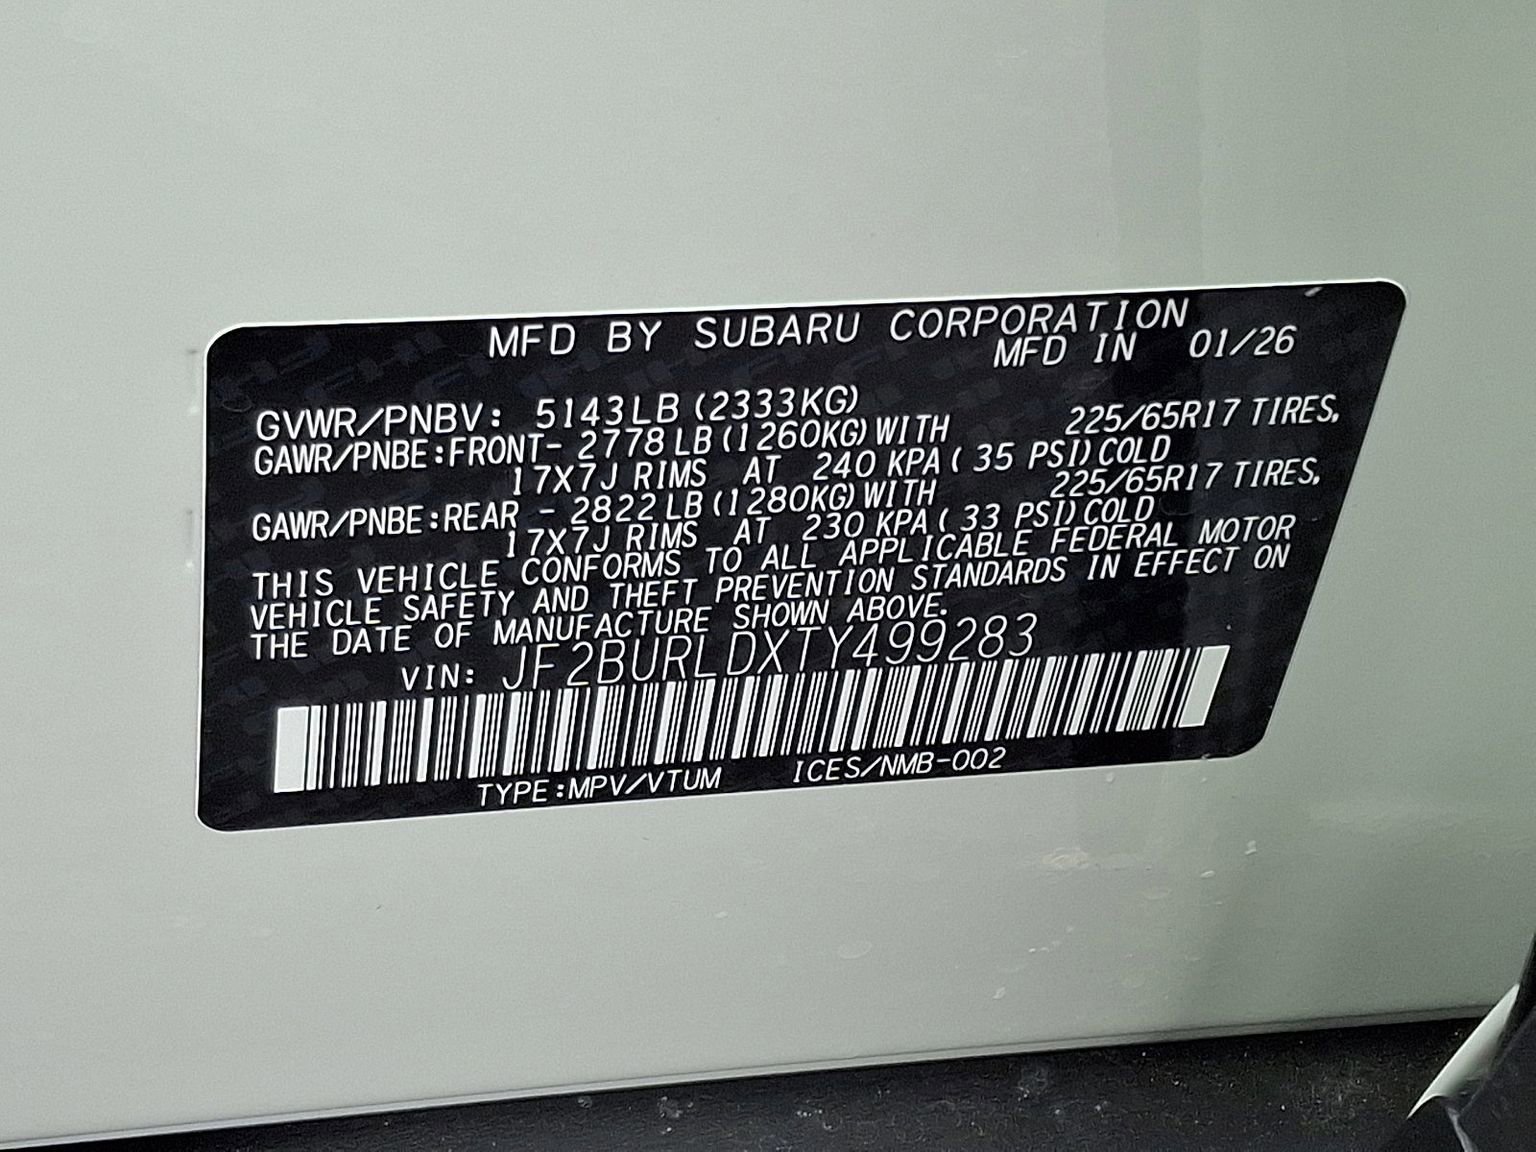 MFD BY SUBARU CORPORATION
MFD IN 01/26
GVWR/PNBV: 5143LB (2333KG)
GAWR/PNBE:FRONT- 2778 LB (1260KG) WITH 225/65R17 TIRES.
17X7J RIMS AT 240 KPA ( 35 PSI) COLD
GAWR/PNBE:REAR - 2822 LB (1280KG) WITH 225/65R17 TIRES.
17X7J RIMS AT 230 KPA ( 33 PSI) COLD
THIS VEHICLE CONFORMS TO ALL APPLICABLE FEDERAL MOTOR
VEHICLE SAFETY AND THEFT PREVENTION STANDARDS IN EFFECT ON
THE DATE OF MANUFACTURE SHOWN ABOVE.
VIN: JF2BURLDXTY499283
TYPE:MPV/VTUM ICES/NMB-002